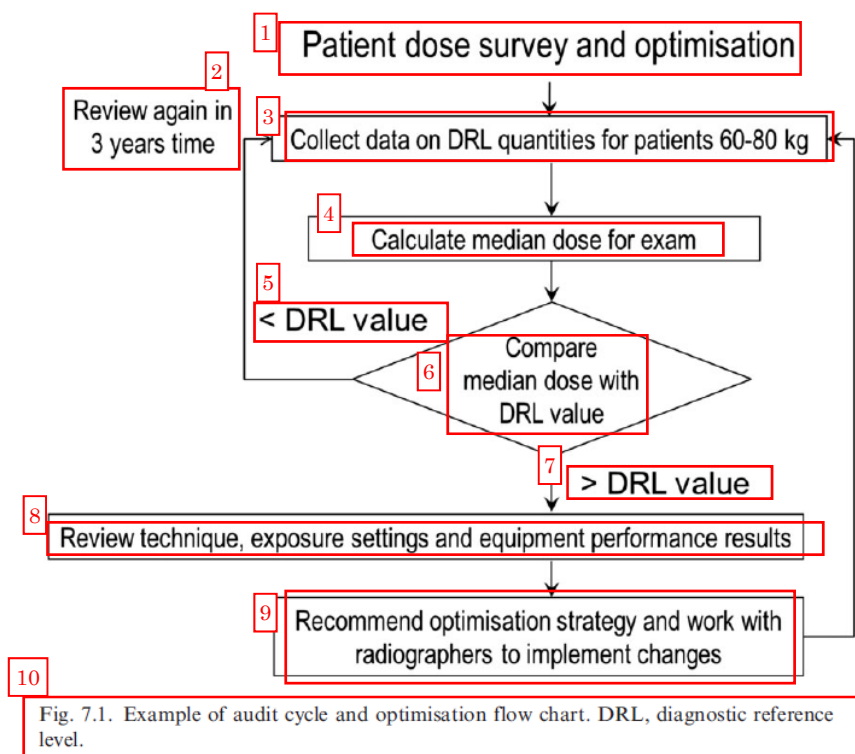 1
Patient dose survey and optimisation
2
Review again in
3 years time
3
Collect data on DRL quantities for patients 60-80 kg
4
Calculate median dose for exam
5
< DRL value
6
Compare
median dose with
DRL value
7
> DRL value
8
Review technique, exposure settings and equipment performance results
9
Recommend optimisation strategy and work with
radiographers to implement changes
10
Fig. 7.1. Example of audit cycle and optimisation flow chart. DRL, diagnostic reference
level.